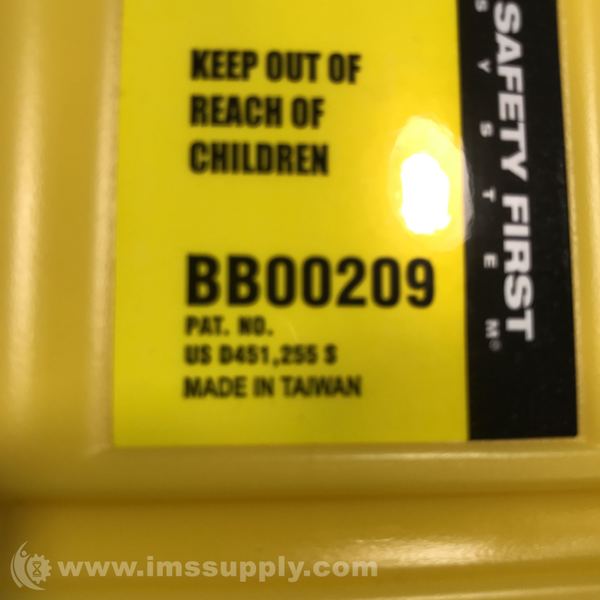 KEEP OUT OF
REACH OF
CHILDREN
BB00209
PAT. NO.
US D451,255 S
MADE IN TAIWAN
SAFETY FIRST
SYSTEM®
www.imssupply.com